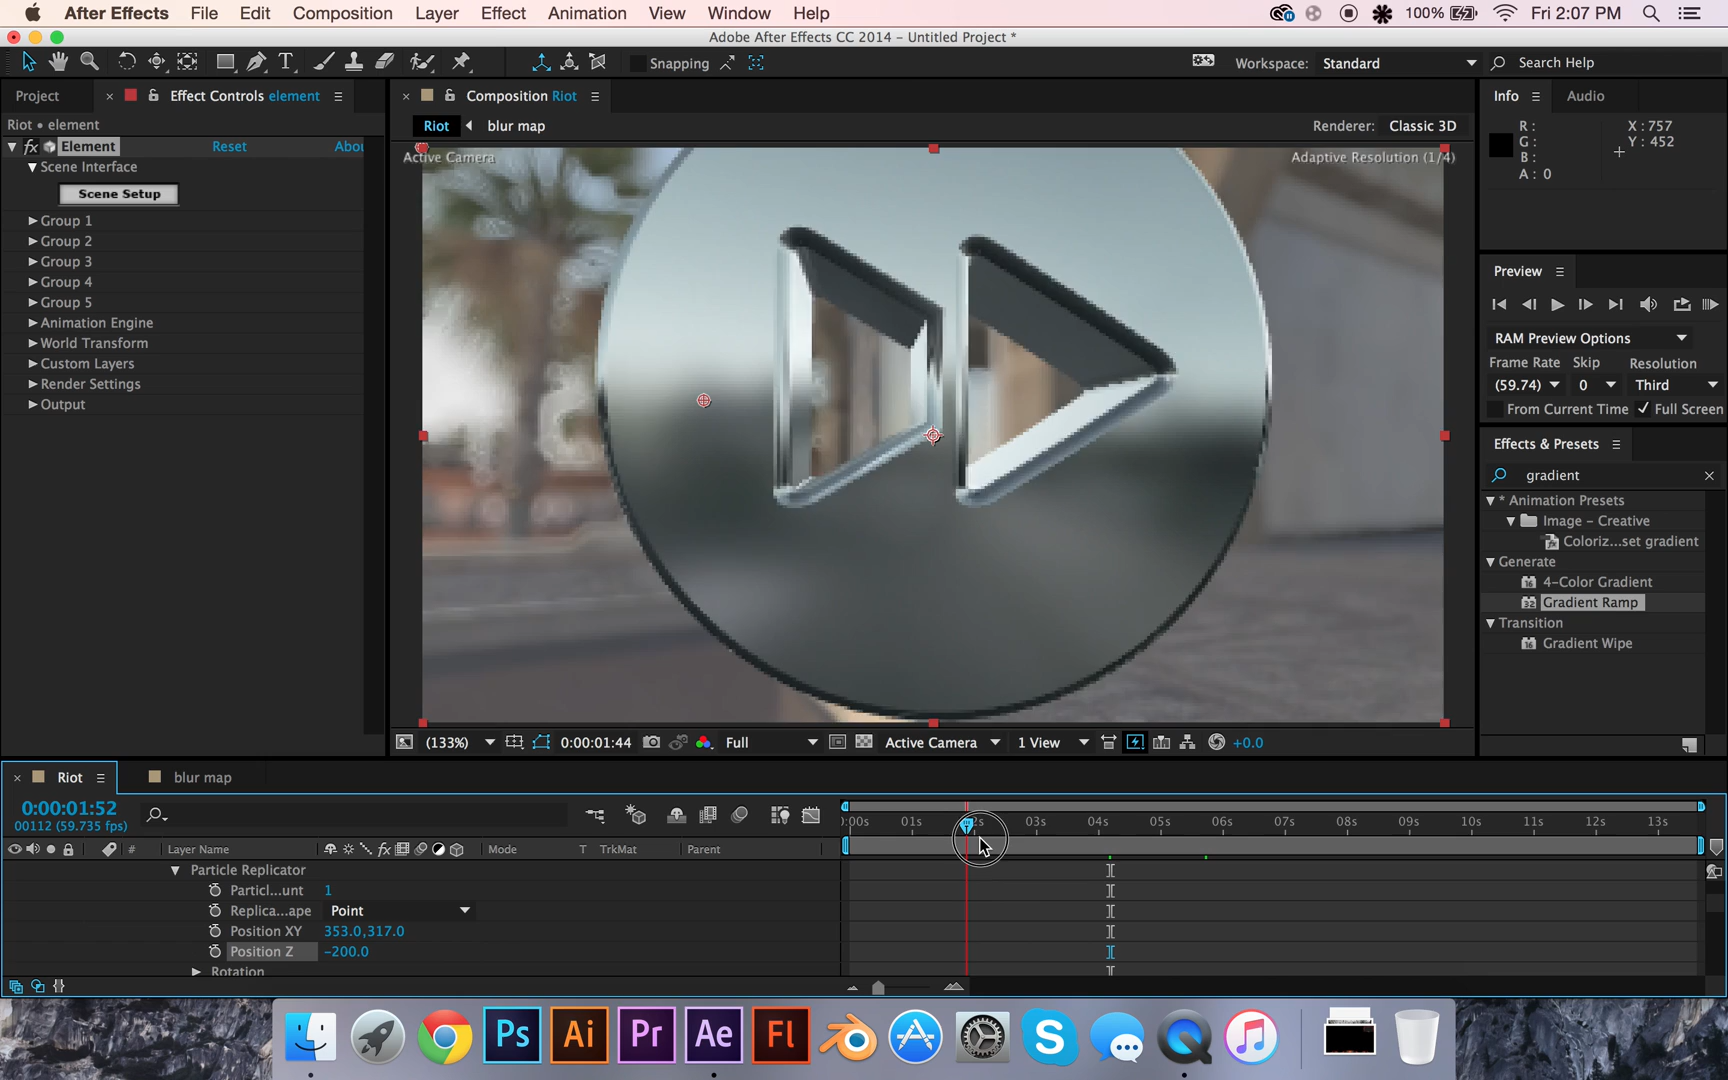 After Effects File Edit Composition Layer Effect Animation View Window Help 100% Fri 2:07 PM
Adobe After Effects CC 2014 – Untitled Project *
T Snapping Workspace: Standard Search Help
Project × Effect Controls element
Riot • element
fx Element Reset Abou
Scene Interface
Scene Setup
Group 1
Group 2
Group 3
Group 4
Group 5
Animation Engine
World Transform
Custom Layers
Render Settings
Output
× Composition Riot
Riot blur map Renderer: Classic 3D
Active Camera Adaptive Resolution (1/4)
(133%) 0:00:01:44 Full Active Camera 1 View +0.0
Info Audio
R: X : 757
G: Y : 452
B:
A : 0
Preview
RAM Preview Options
Frame Rate Skip Resolution
(59.74) 0 Third
From Current Time Full Screen
Effects & Presets
gradient ×
* Animation Presets
Image – Creative
Coloriz...set gradient
Generate
16 4-Color Gradient
32 Gradient Ramp
Transition
16 Gradient Wipe
× Riot blur map
0:00:01:52
00112 (59.735 fps)
:00s 01s 2s 03s 04s 05s 06s 07s 08s 09s 10s 11s 12s 13s
# Layer Name fx Mode T TrkMat Parent
Particle Replicator
Particl...unt 1
Replica...ape Point
Position XY 353.0,317.0
Position Z -200.0
Rotation
Ps Ai Pr Ae Fl S